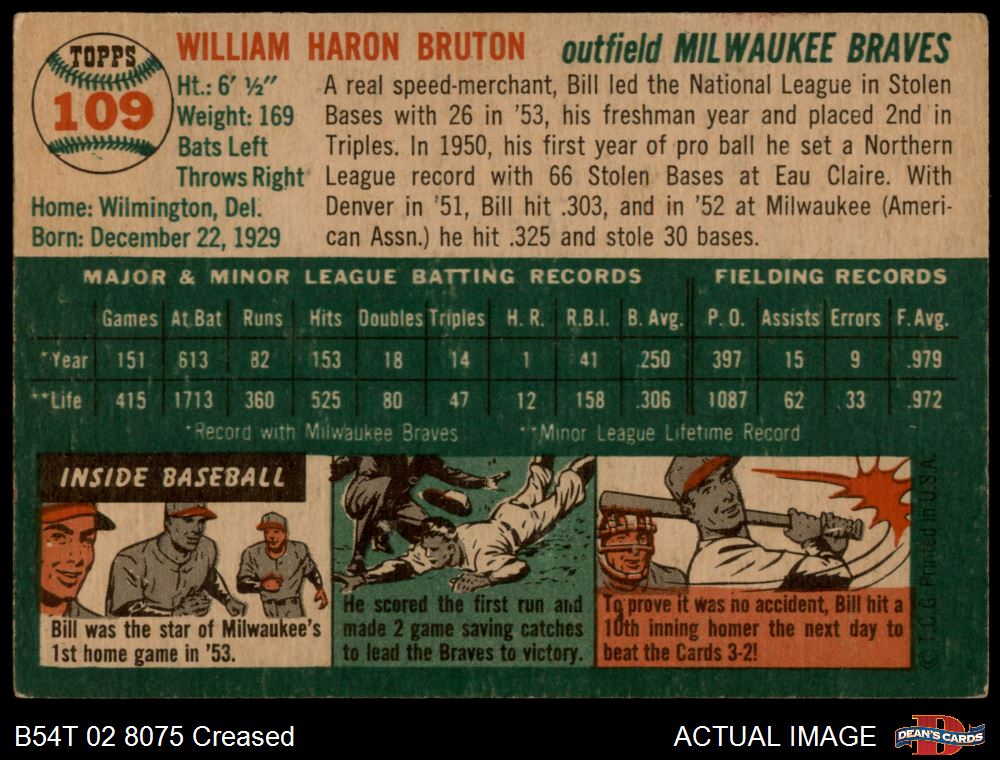 TOPPS
109
WILLIAM HARON BRUTON
outfield MILWAUKEE BRAVES
Ht.: 6' ½"
Weight: 169
Bats Left
Throws Right
Home: Wilmington, Del.
Born: December 22, 1929
A real speed-merchant, Bill led the National League in Stolen
Bases with 26 in '53, his freshman year and placed 2nd in
Triples. In 1950, his first year of pro ball he set a Northern
League record with 66 Stolen Bases at Eau Claire. With
Denver in '51, Bill hit .303, and in '52 at Milwaukee (Ameri-
can Assn.) he hit .325 and stole 30 bases.
MAJOR & MINOR LEAGUE BATTING RECORDS FIELDING RECORDS
Games At Bat Runs Hits Doubles Triples H. R. R.B.I. B. Avg. P. O. Assists Errors F. Avg.
*Year 151 613 82 153 18 14 1 41 .250 397 15 9 .979
**Life 415 1713 360 525 80 47 12 158 .306 1087 62 33 .972
*Record with Milwaukee Braves **Minor League Lifetime Record
INSIDE BASEBALL
Bill was the star of Milwaukee's
1st home game in '53.
He scored the first run and
made 2 game saving catches
to lead the Braves to victory.
To prove it was no accident, Bill hit a
10th inning homer the next day to
beat the Cards 3-2!
© T.C.G. Printed in U.S.A.
B54T 02 8075 Creased
ACTUAL IMAGE
D
DEAN'S CARDS